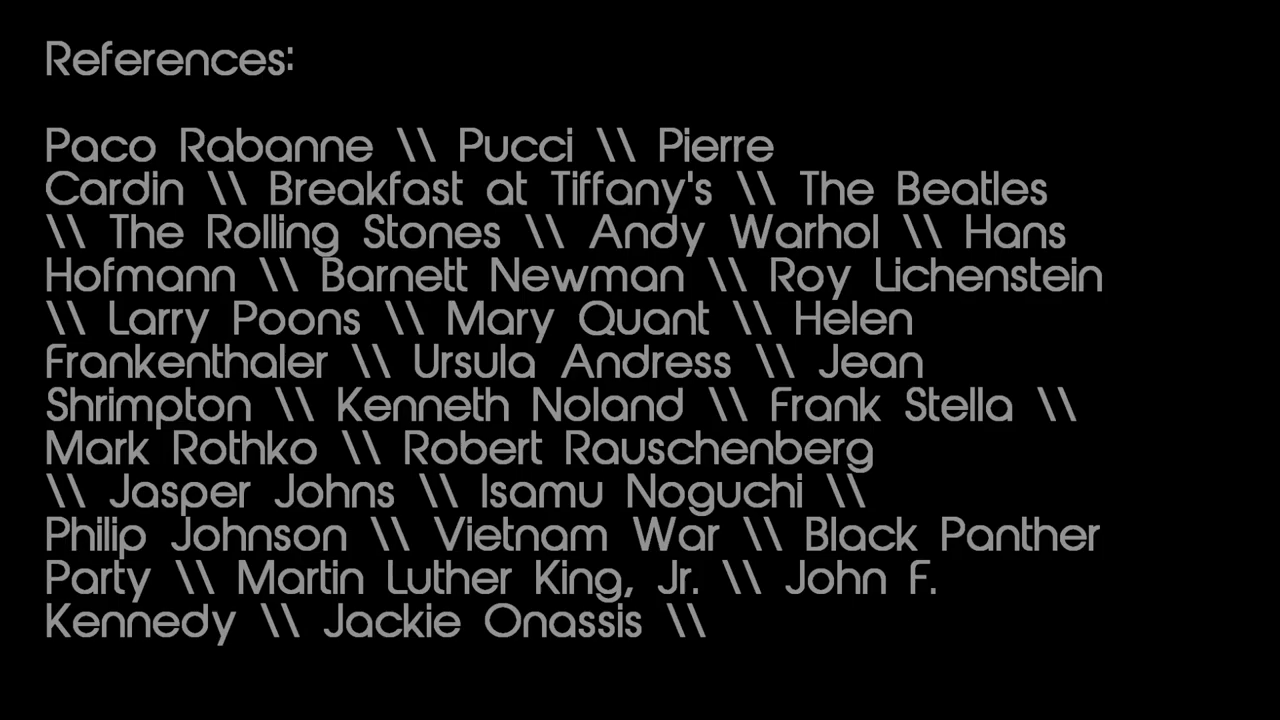 References:
Paco Rabanne \\ Pucci \\ Pierre
Cardin \\ Breakfast at Tiffany's \\ The Beatles
\\ The Rolling Stones \\ Andy Warhol \\ Hans
Hofmann \\ Barnett Newman \\ Roy Lichenstein
\\ Larry Poons \\ Mary Quant \\ Helen
Frankenthaler \\ Ursula Andress \\ Jean
Shrimpton \\ Kenneth Noland \\ Frank Stella \\
Mark Rothko \\ Robert Rauschenberg
\\ Jasper Johns \\ Isamu Noguchi \\
Philip Johnson \\ Vietnam War \\ Black Panther
Party \\ Martin Luther King, Jr. \\ John F.
Kennedy \\ Jackie Onassis \\